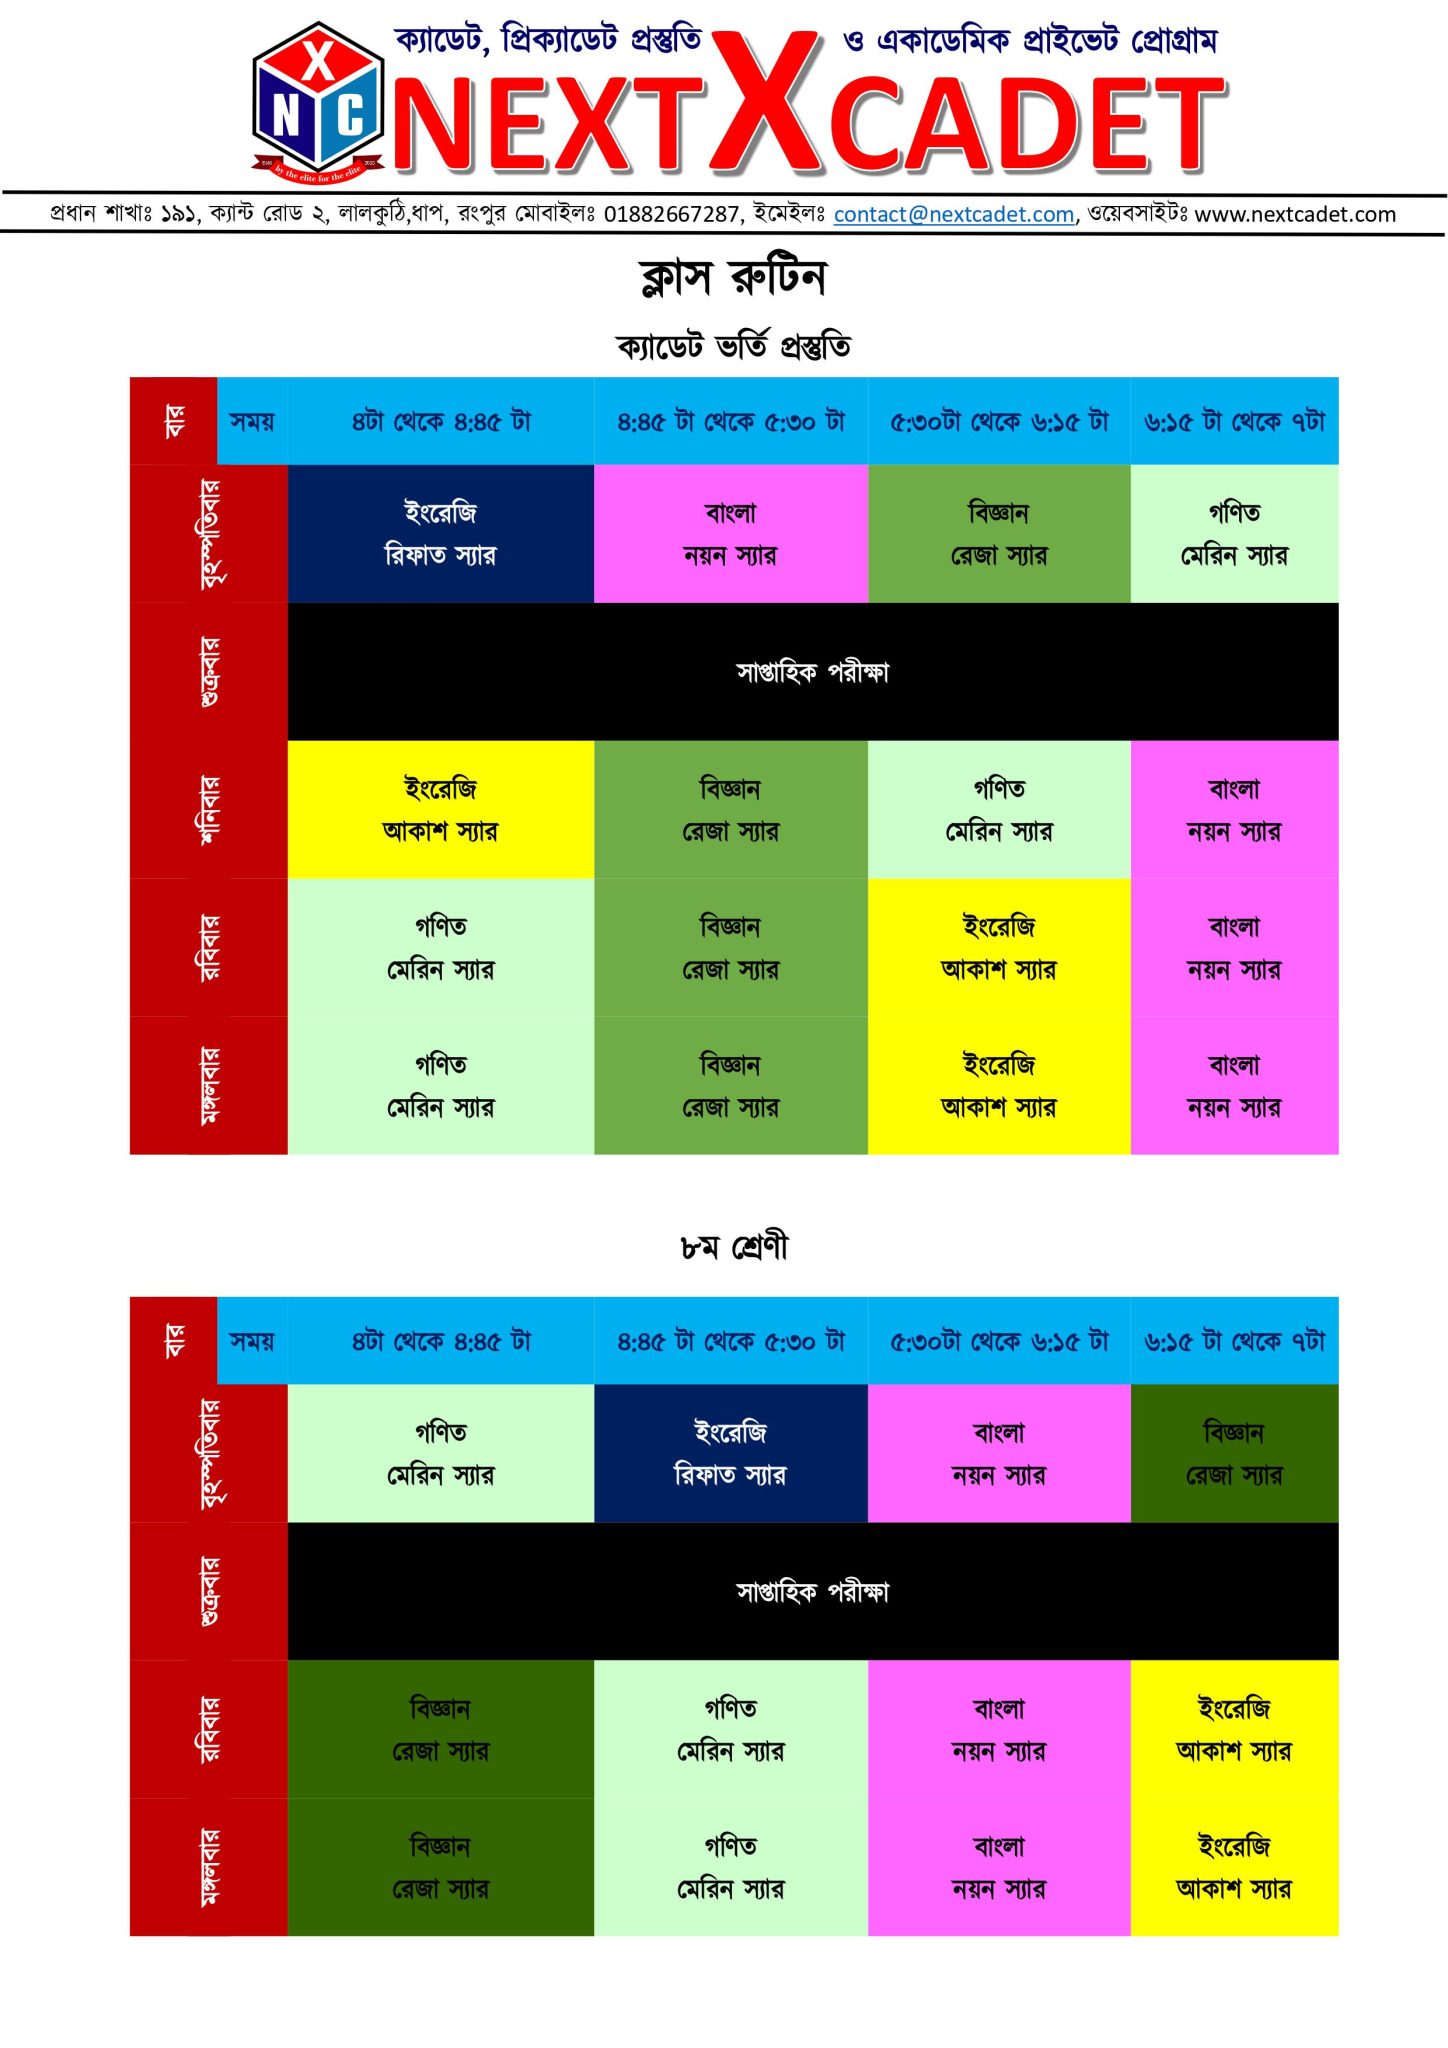 ক্যাডেট, প্রিক্যাডেট প্রস্তুতি ও একাডেমিক প্রাইভেট প্রোগ্রাম
X
N C
NEXTXCADET
by the elite for the elite
প্রধান শাখাঃ ১৯১, ক্যান্ট রোড ২, লালকুঠি,ধাপ, রংপুর মোবাইলঃ 01882667287, ইমেইলঃ contact@nextcadet.com, ওয়েবসাইটঃ www.nextcadet.com
ক্লাস রুটিন
ক্যাডেট ভর্তি প্রস্তুতি
বার সময় ৪টা থেকে ৪:৪৫ টা ৪:৪৫ টা থেকে ৫:৩০ টা ৫:৩০টা থেকে ৬:১৫ টা ৬:১৫ টা থেকে ৭টা
বৃহস্পতিবার
ইংরেজি বাংলা বিজ্ঞান গণিত
রিফাত স্যার নয়ন স্যার রেজা স্যার মেরিন স্যার
শুক্রবার
সাপ্তাহিক পরীক্ষা
শনিবার
ইংরেজি বিজ্ঞান গণিত বাংলা
আকাশ স্যার রেজা স্যার মেরিন স্যার নয়ন স্যার
রবিবার
গণিত বিজ্ঞান ইংরেজি বাংলা
মেরিন স্যার রেজা স্যার আকাশ স্যার নয়ন স্যার
মঙ্গলবার
গণিত বিজ্ঞান ইংরেজি বাংলা
মেরিন স্যার রেজা স্যার আকাশ স্যার নয়ন স্যার
৮ম শ্রেণী
বার সময় ৪টা থেকে ৪:৪৫ টা ৪:৪৫ টা থেকে ৫:৩০ টা ৫:৩০টা থেকে ৬:১৫ টা ৬:১৫ টা থেকে ৭টা
বৃহস্পতিবার
গণিত ইংরেজি বাংলা বিজ্ঞান
মেরিন স্যার রিফাত স্যার নয়ন স্যার রেজা স্যার
শুক্রবার
সাপ্তাহিক পরীক্ষা
রবিবার
বিজ্ঞান গণিত বাংলা ইংরেজি
রেজা স্যার মেরিন স্যার নয়ন স্যার আকাশ স্যার
মঙ্গলবার
বিজ্ঞান গণিত বাংলা ইংরেজি
রেজা স্যার মেরিন স্যার নয়ন স্যার আকাশ স্যার